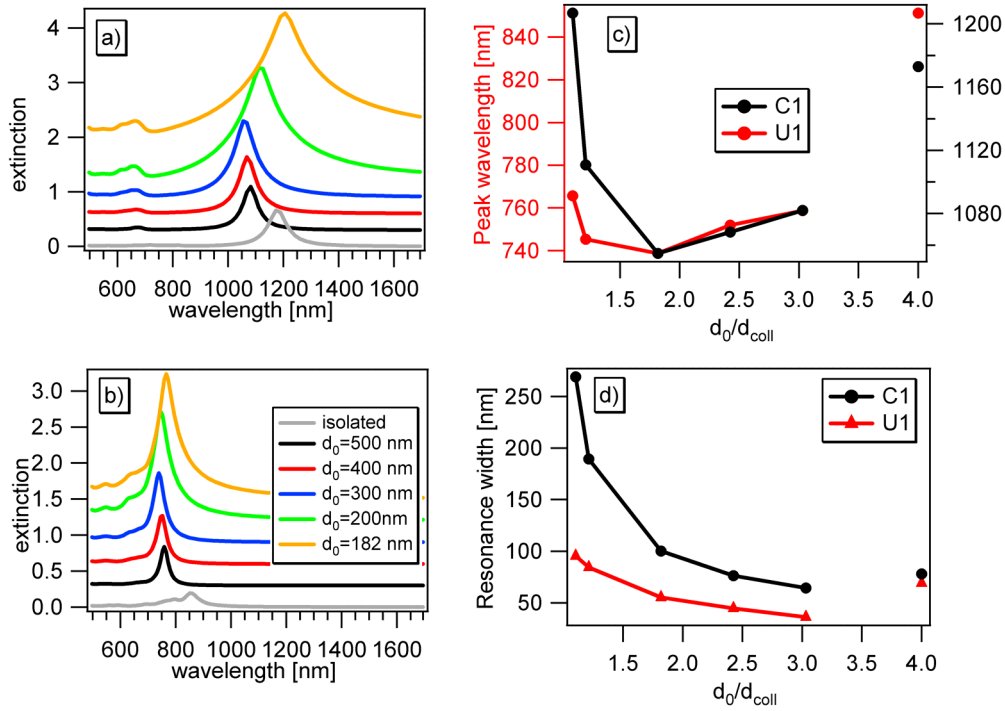 a)
extinction
4
3
2
1
0
600
800
1000
1200
1400
1600
wavelength [nm]
c)
Peak wavelength [nm]
840
820
800
780
760
740
1200
1160
1120
1080
C1
U1
1.5
2.0
2.5
3.0
3.5
4.0
d0/dcoll
b)
extinction
3.0
2.5
2.0
1.5
1.0
0.5
0.0
isolated
d0=500 nm
d0=400 nm
d0=300 nm
d0=200nm
d0=182 nm
600
800
1000
1200
1400
1600
wavelength [nm]
d)
Resonance width [nm]
250
200
150
100
50
C1
U1
1.5
2.0
2.5
3.0
3.5
4.0
d0/dcoll